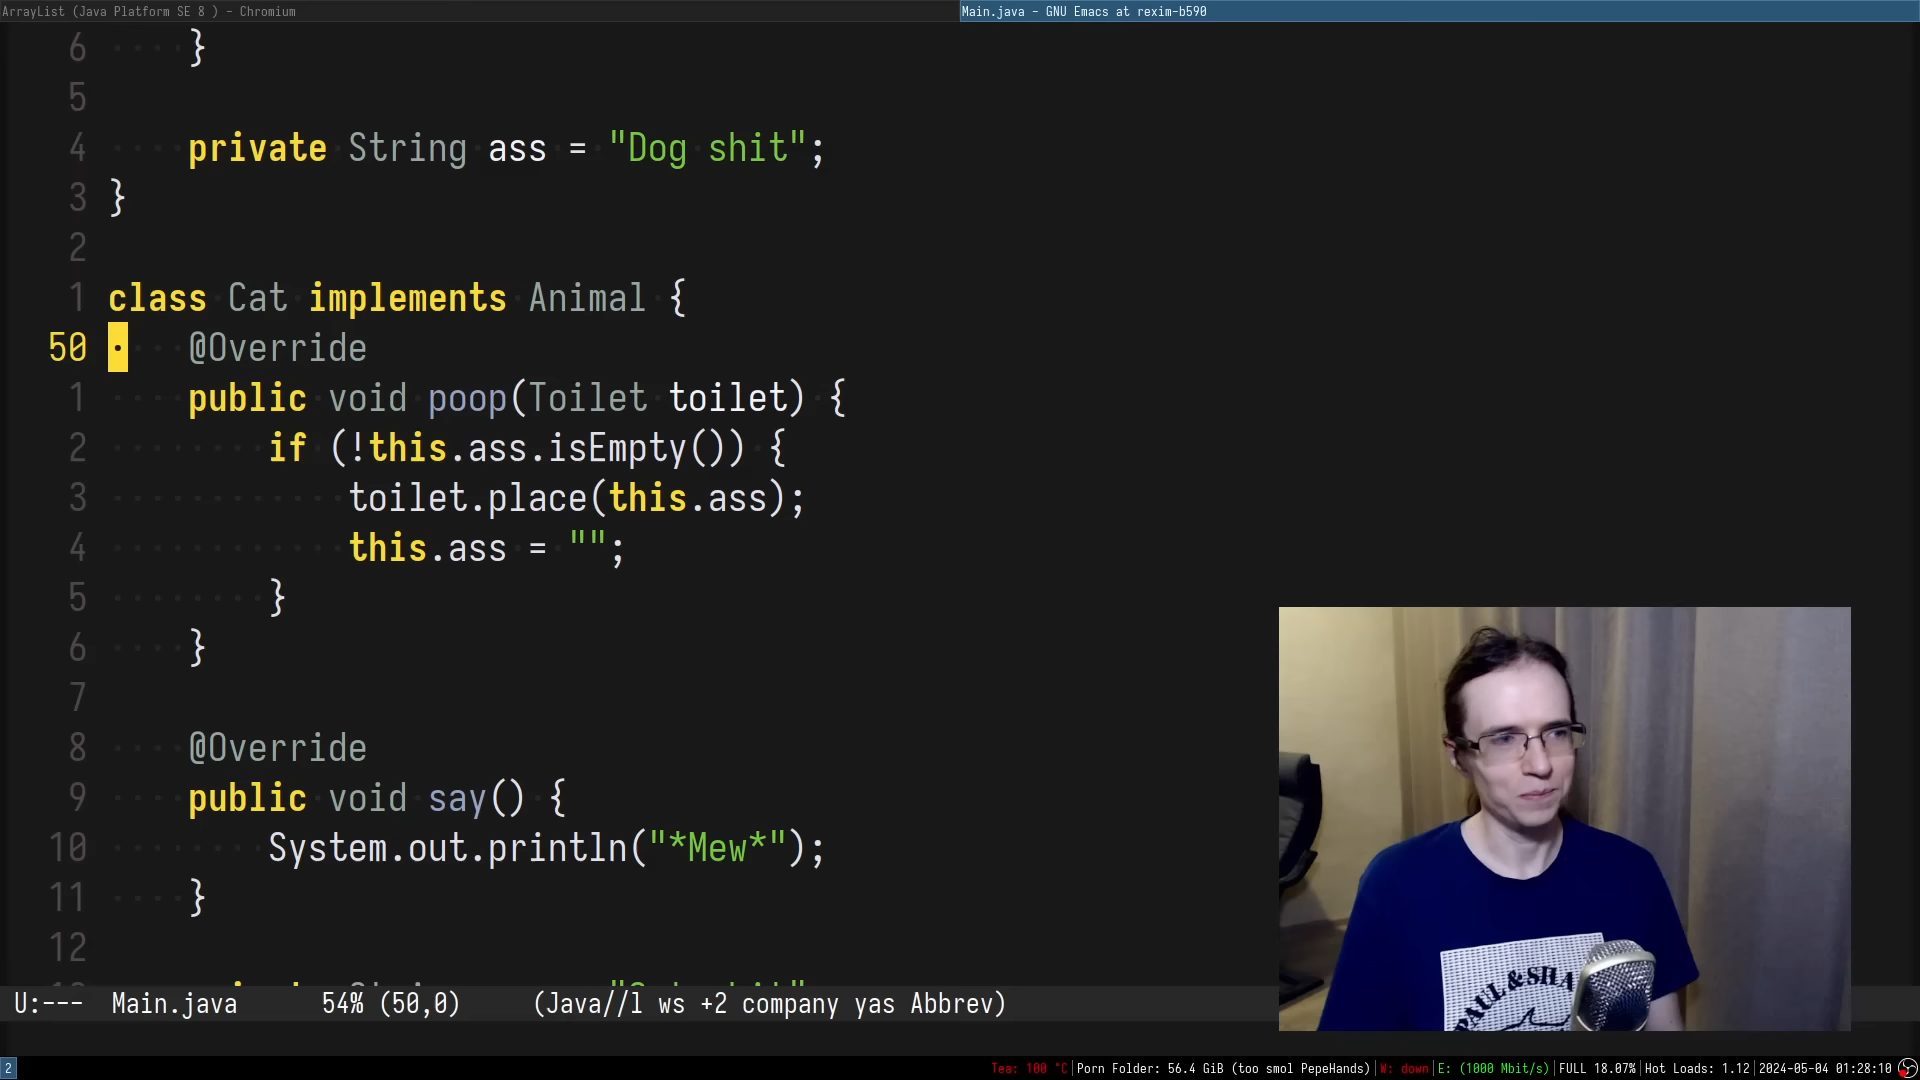 ArrayList (Java Platform SE 8 ) - Chromium
Main.java - GNU Emacs at rexim-b590
6 }
5
4 private String ass = "Dog shit";
3 }
2
1 class Cat implements Animal {
50 @Override
1 public void poop(Toilet toilet) {
2 if (!this.ass.isEmpty()) {
3 toilet.place(this.ass);
4 this.ass = "";
5 }
6 }
7
8 @Override
9 public void say() {
10 System.out.println("*Mew*");
11 }
12
U:--- Main.java 54% (50,0) (Java//l ws +2 company yas Abbrev)
PAUL & SHA
2 Tea: 100 °C|Porn Folder: 56.4 GiB (too smol PepeHands)|W: down|E: (1000 Mbit/s)|FULL 18.07%|Hot Loads: 1.12|2024-05-04 01:28:10